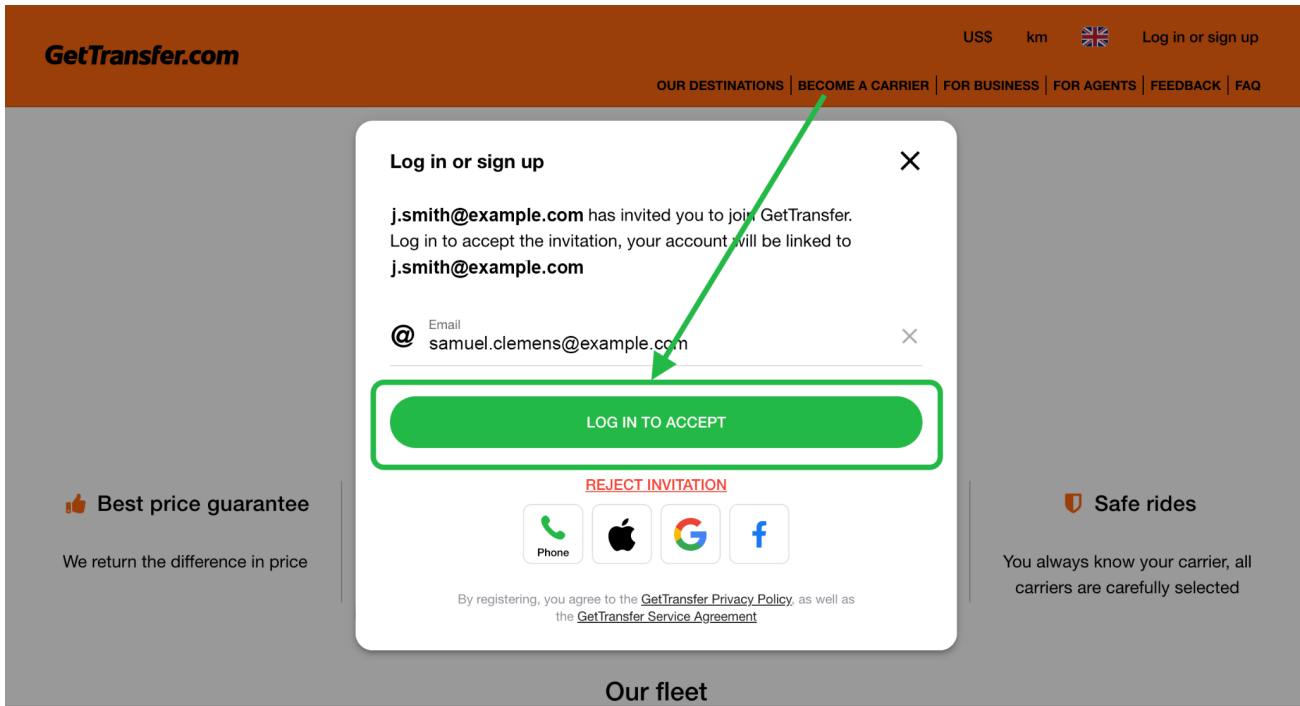 GetTransfer.com
US$ km Log in or sign up
OUR DESTINATIONS | BECOME A CARRIER | FOR BUSINESS | FOR AGENTS | FEEDBACK | FAQ
Log in or sign up
j.smith@example.com has invited you to join GetTransfer.
Log in to accept the invitation, your account will be linked to
j.smith@example.com
@ Email
samuel.clemens@example.com
LOG IN TO ACCEPT
REJECT INVITATION
Phone
By registering, you agree to the GetTransfer Privacy Policy, as well as
the GetTransfer Service Agreement
Best price guarantee
We return the difference in price
Safe rides
You always know your carrier, all
carriers are carefully selected
Our fleet